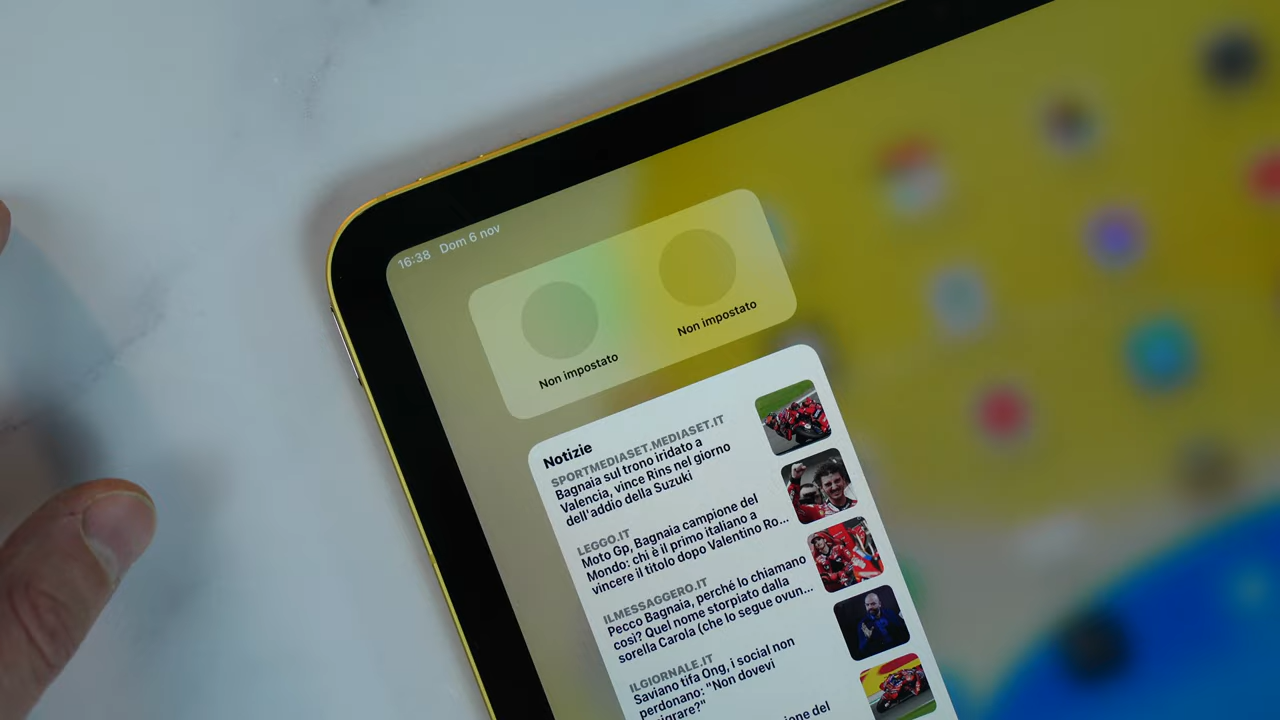 16:38 Dom 6 nov
Non impostato
Non impostato
Notizie
SPORTMEDIASET.MEDIASET.IT
Bagnaia sul trono iridato a
Valencia, vince Rins nel giorno
dell'addio della Suzuki
LEGGO.IT
Moto Gp, Bagnaia campione del
Mondo: chi è il primo italiano a
vincere il titolo dopo Valentino Ro...
ILMESSAGGERO.IT
Pecco Bagnaia, perché lo chiamano
così? Quel nome storpiato dalla
sorella Carola (che lo segue ovun...
ILGIORNALE.IT
Saviano tifa Ong, i social non
perdonano: "Non dovevi
igrare?"
one del